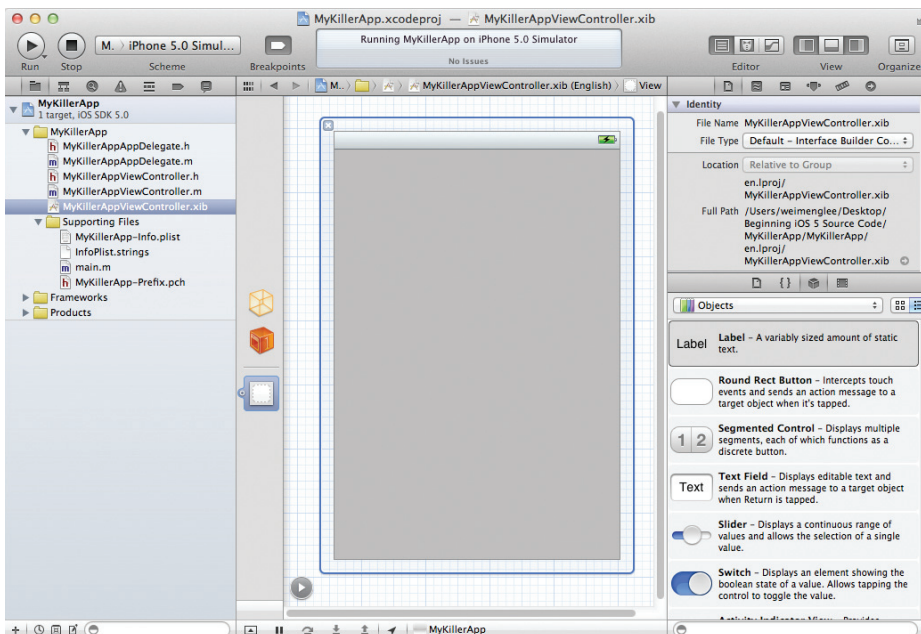 MyKillerApp.xcodeproj — MyKillerAppViewController.xib
M. 〉 iPhone 5.0 Simul...
Running MyKillerApp on iPhone 5.0 Simulator
No Issues
Run
Stop
Scheme
Breakpoints
Editor
View
Organize
M..〉
MyKillerAppViewController.xib (English) 〉
View
MyKillerApp
1 target, iOS SDK 5.0
MyKillerApp
h MyKillerAppAppDelegate.h
m MyKillerAppAppDelegate.m
h MyKillerAppViewController.h
m MyKillerAppViewController.m
MyKillerAppViewController.xib
Supporting Files
MyKillerApp-Info.plist
InfoPlist.strings
m main.m
h MyKillerApp-Prefix.pch
Frameworks
Products
Identity
File Name MyKillerAppViewController.xib
File Type Default – Interface Builder Co...
Location Relative to Group
en.lproj/
MyKillerAppViewController.xib
Full Path /Users/weimenglee/Desktop/
Beginning iOS 5 Source Code/
MyKillerApp/MyKillerApp/
en.lproj/
MyKillerAppViewController.xib
{}
Objects
Label
Label – A variably sized amount of static
text.
Round Rect Button – Intercepts touch
events and sends an action message to a
target object when it's tapped.
1 2
Segmented Control – Displays multiple
segments, each of which functions as a
discrete button.
Text
Text Field – Displays editable text and
sends an action message to a target object
when Return is tapped.
Slider – Displays a continuous range of
values and allows the selection of a single
value.
Switch – Displays an element showing the
boolean state of a value. Allows tapping the
control to toggle the value.
MyKillerApp